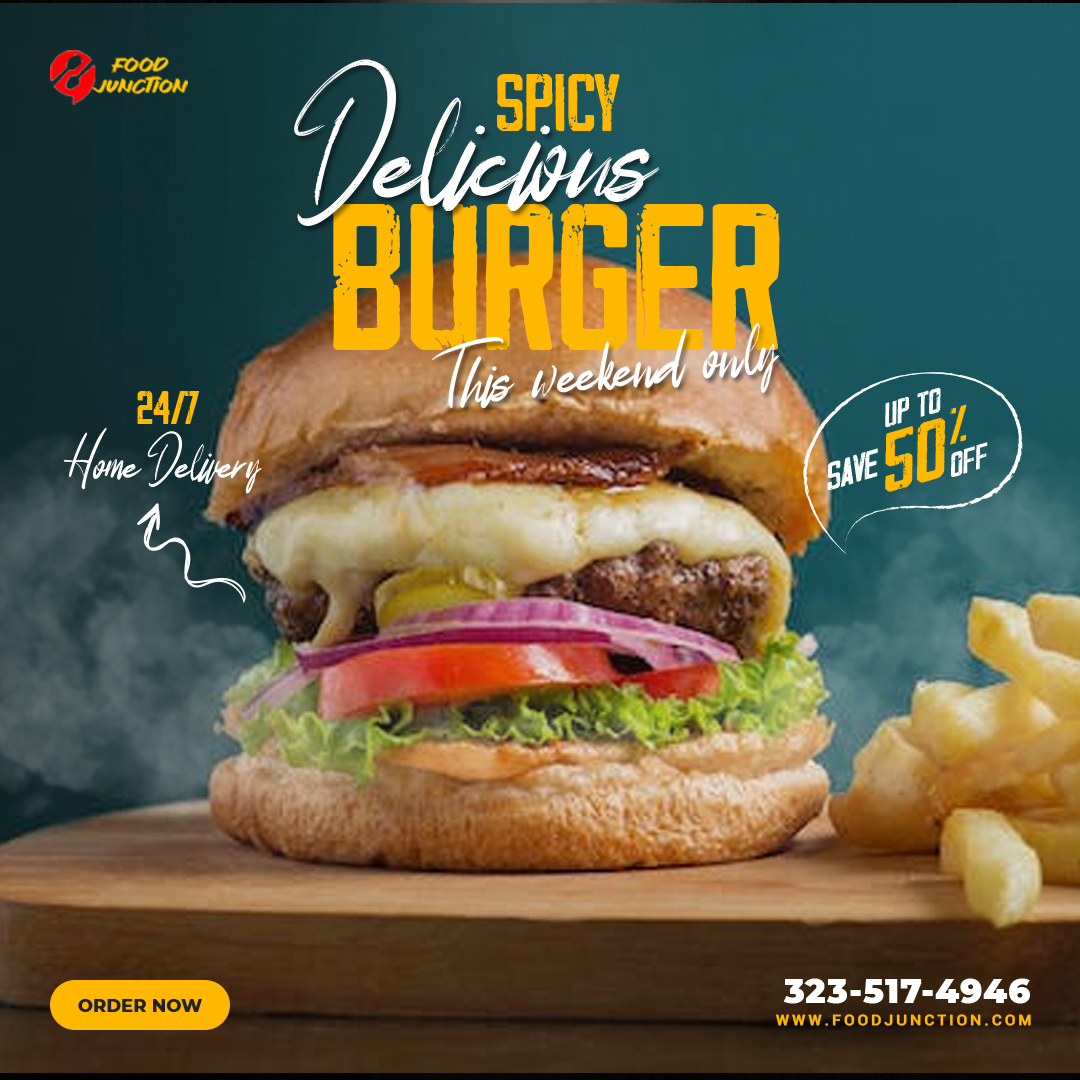 FOOD
JUNCTION
SPICY
Delicious
BURGER
This weekend only
24/7
Home Delivery
UP TO
SAVE 50% OFF
ORDER NOW
323-517-4946
WWW.FOODJUNCTION.COM